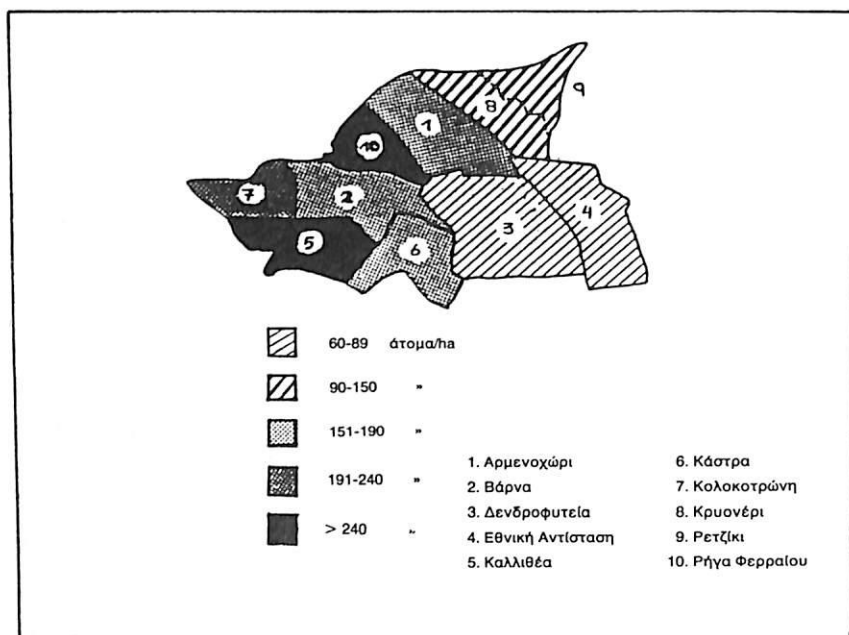 9
8
1
10
7
2
3
4
5
6
60-89 άτομα/ha
90-150 »
151-190 »
191-240 »
> 240 »
1. Αρμενοχώρι
2. Βάρνα
3. Δενδροφυτεία
4. Εθνική Αντίσταση
5. Καλλιθέα
6. Κάστρα
7. Κολοκοτρώνη
8. Κρυονέρι
9. Ρετζίκι
10. Ρήγα Φερραίου